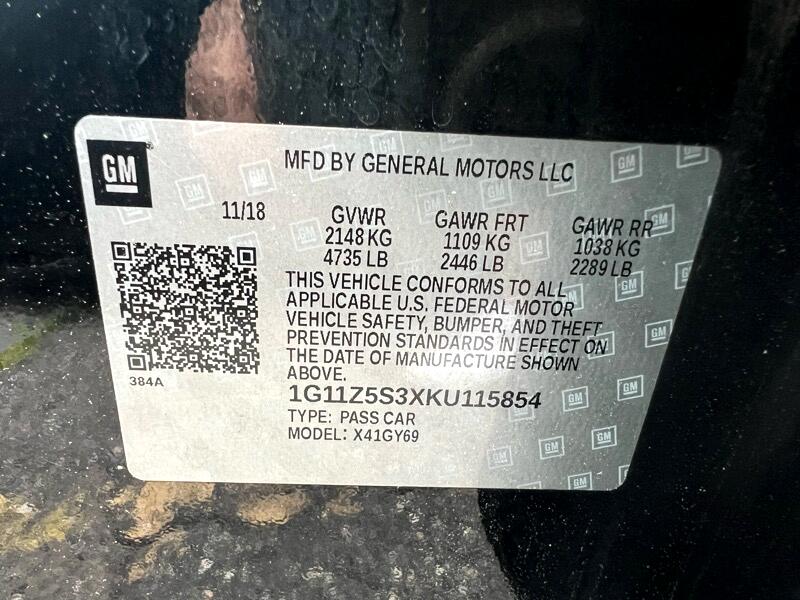 GM
MFD BY GENERAL MOTORS LLC
11/18
GVWR GAWR FRT GAWR RR
2148 KG 1109 KG 1038 KG
4735 LB 2446 LB 2289 LB
THIS VEHICLE CONFORMS TO ALL
APPLICABLE U.S. FEDERAL MOTOR
VEHICLE SAFETY, BUMPER, AND THEFT
PREVENTION STANDARDS IN EFFECT ON
THE DATE OF MANUFACTURE SHOWN
ABOVE.
384A
1G11Z5S3XKU115854
TYPE: PASS CAR
MODEL: X41GY69